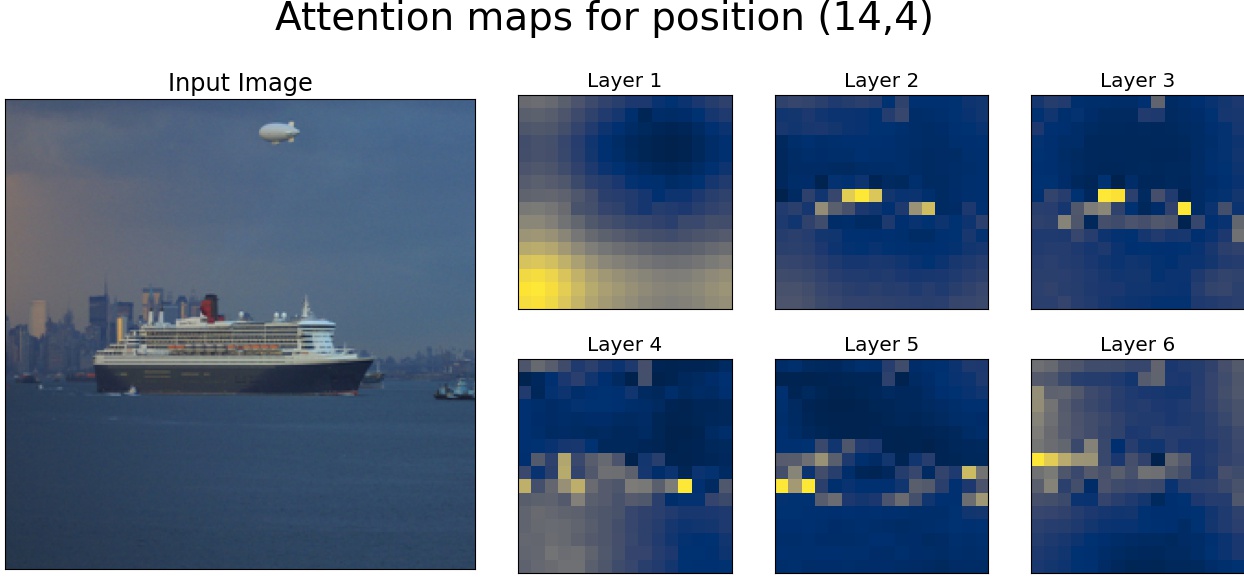 Attention maps for position (14,4)
Input Image
Layer 1
Layer 2
Layer 3
Layer 4
Layer 5
Layer 6